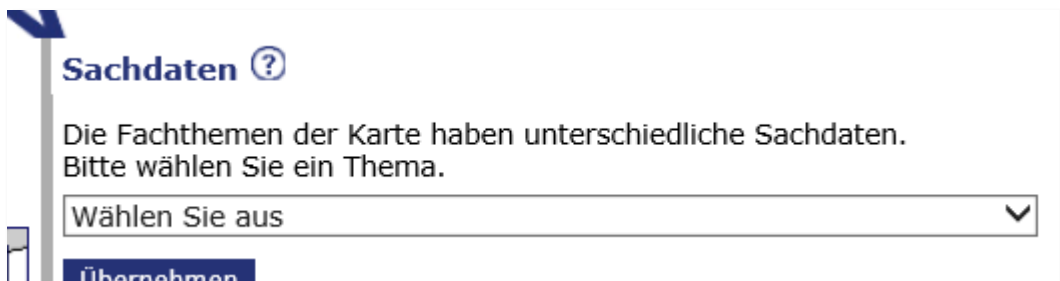 Sachdaten ?
Die Fachthemen der Karte haben unterschiedliche Sachdaten.
Bitte wählen Sie ein Thema.
Wählen Sie aus
Übernehmen